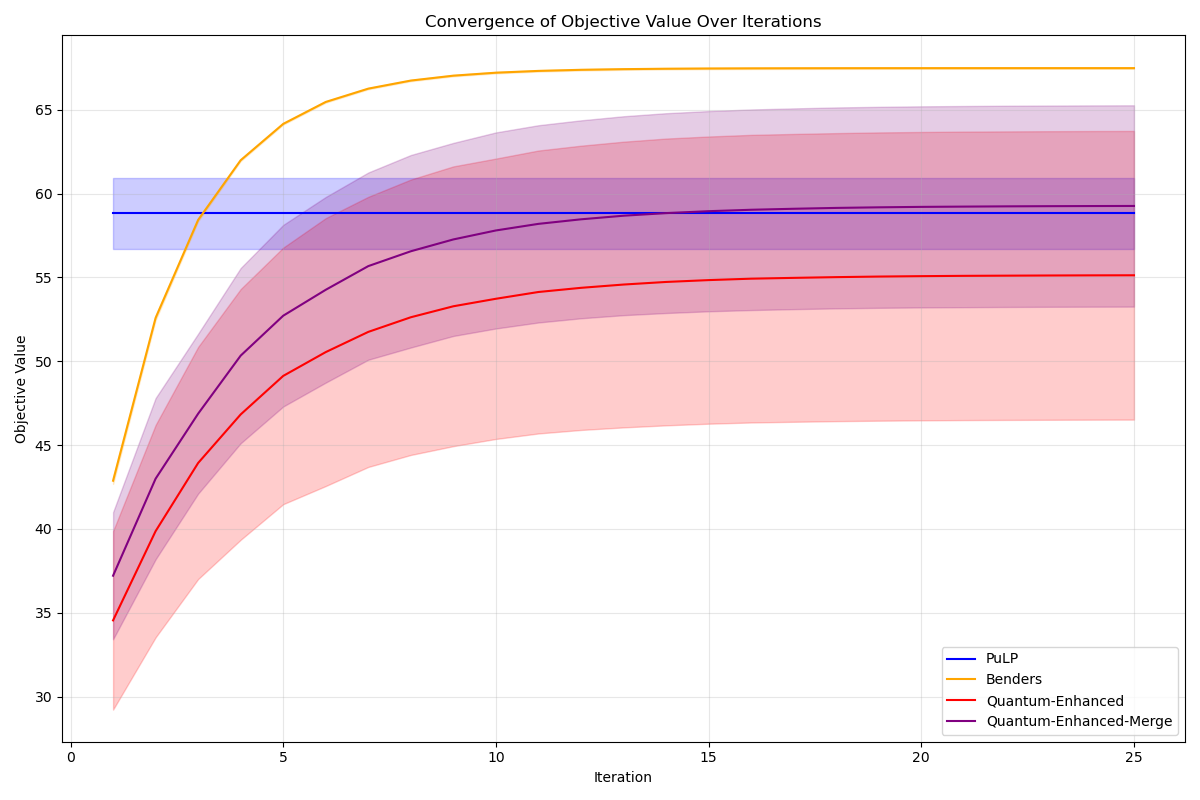 Convergence of Objective Value Over Iterations
Objective Value
65
60
55
50
45
40
35
30
0
5
10
15
20
25
Iteration
PuLP
Benders
Quantum-Enhanced
Quantum-Enhanced-Merge